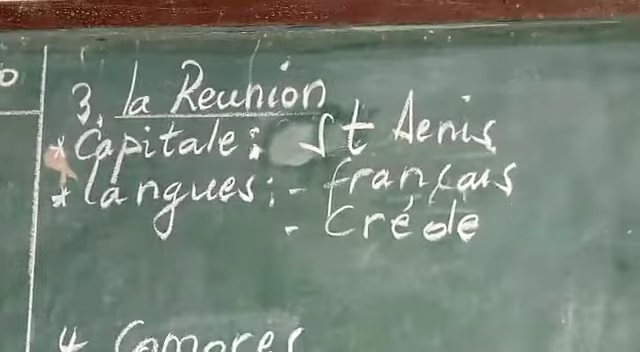 3. la Reunion
* Capitale: St Denis
* langues: - français
- Créole
4 Comores